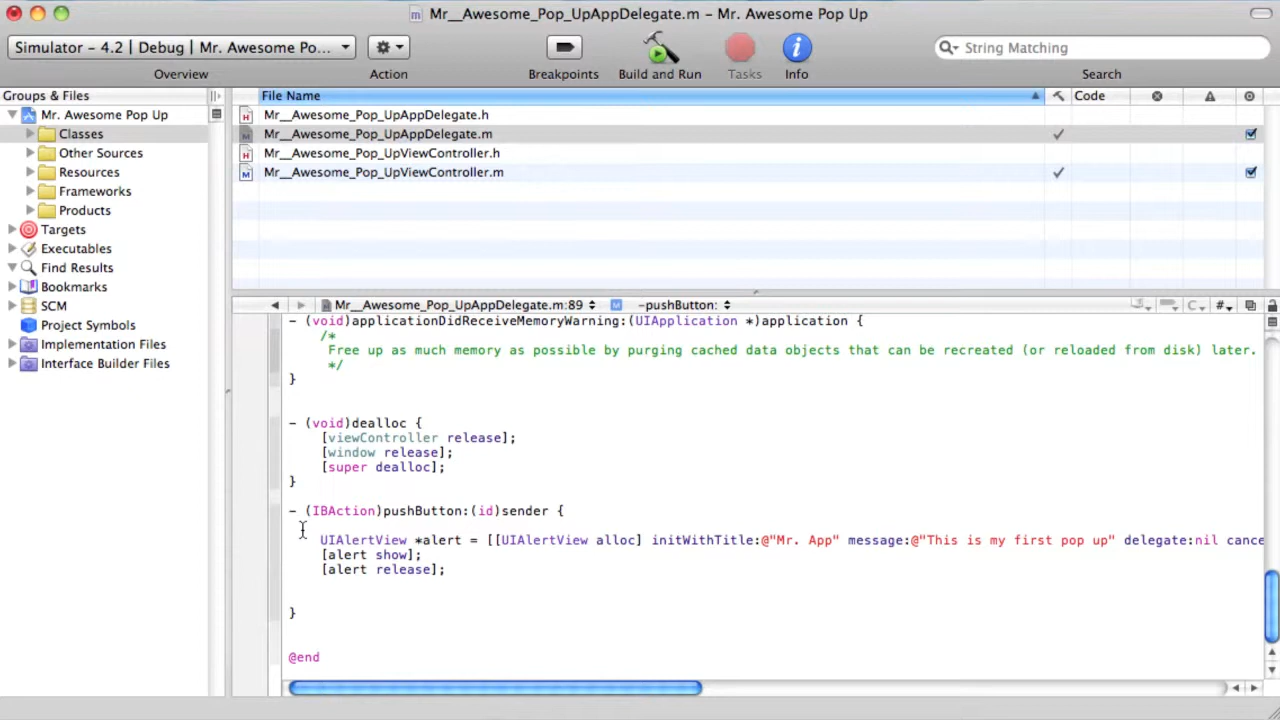 Mr__Awesome_Pop_UpAppDelegate.m – Mr. Awesome Pop Up
Simulator – 4.2 | Debug | Mr. Awesome Po...
String Matching
Overview
Action
Breakpoints
Build and Run
Tasks
Info
Search
Groups & Files
File Name
Code
Mr. Awesome Pop Up
Classes
Other Sources
Resources
Frameworks
Products
Targets
Executables
Find Results
Bookmarks
SCM
Project Symbols
Implementation Files
Interface Builder Files
Mr__Awesome_Pop_UpAppDelegate.h
Mr__Awesome_Pop_UpAppDelegate.m
Mr__Awesome_Pop_UpViewController.h
Mr__Awesome_Pop_UpViewController.m
Mr__Awesome_Pop_UpAppDelegate.m:89
-pushButton:
C
#
- (void)applicationDidReceiveMemoryWarning:(UIApplication *)application {
/*
Free up as much memory as possible by purging cached data objects that can be recreated (or reloaded from disk) later.
*/
}
- (void)dealloc {
[viewController release];
[window release];
[super dealloc];
}
- (IBAction)pushButton:(id)sender {
UIAlertView *alert = [[UIAlertView alloc] initWithTitle:@"Mr. App" message:@"This is my first pop up" delegate:nil cance
[alert show];
[alert release];
}
@end